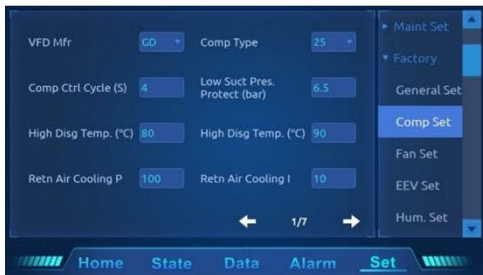 VFD Mfr GD Comp Type 25
Comp Ctrl Cycle (S) 4 Low Suct Pres.
Protect (bar) 6.5
High Disg Temp. (℃) 80 High Disg Temp. (℃) 90
Retn Air Cooling P 100 Retn Air Cooling I 10
1/7
Maint Set
Factory
General Set
Comp Set
Fan Set
EEV Set
Hum. Set
Home State Data Alarm Set